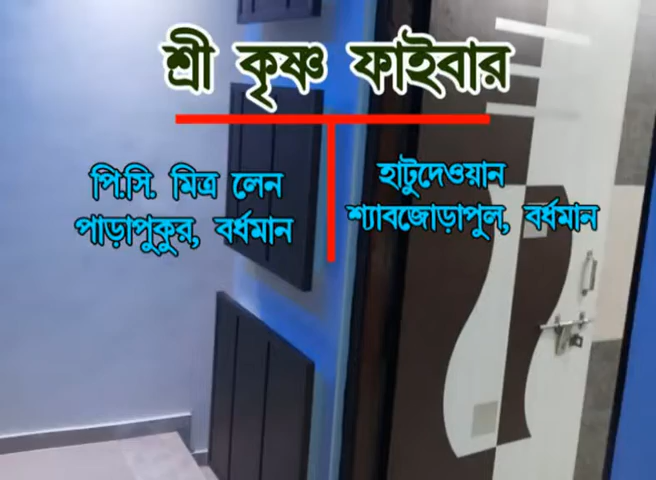 শ্রী কৃষ্ণ ফাইবার
পি.সি. মিত্র লেন
পাড়াপুকুর, বর্ধমান
হাটুদেওয়ান
শ্যাবজোড়াপুল, বর্ধমান